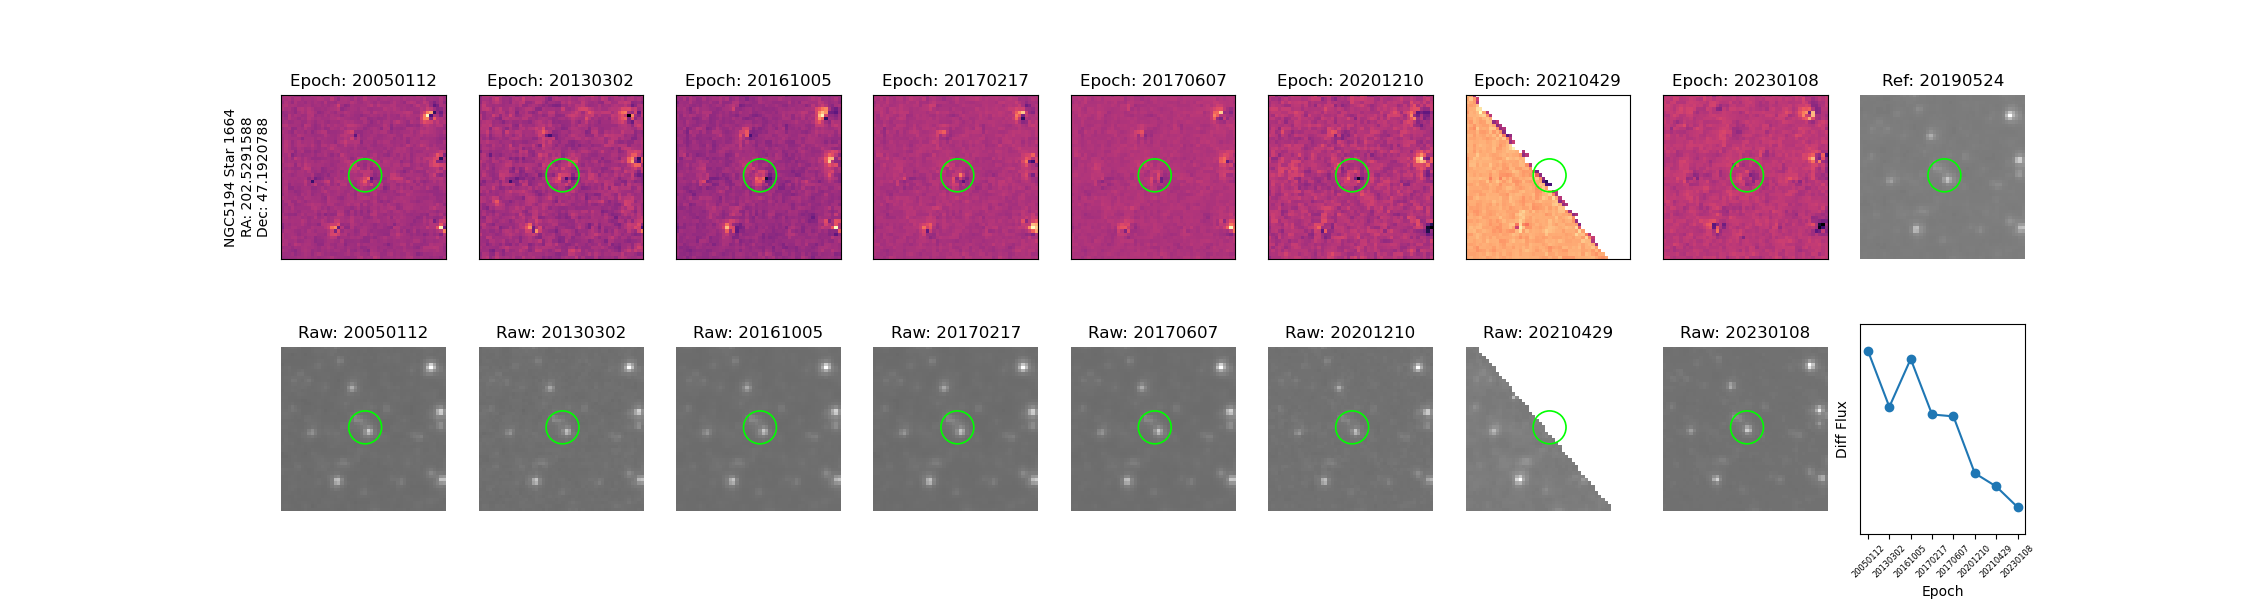 NGC5194 Star 1664
RA: 202.5291588
Dec: 47.1920788
Epoch: 20050112
Epoch: 20130302
Epoch: 20161005
Epoch: 20170217
Epoch: 20170607
Epoch: 20201210
Epoch: 20210429
Epoch: 20230108
Ref: 20190524
Raw: 20050112
Raw: 20130302
Raw: 20161005
Raw: 20170217
Raw: 20170607
Raw: 20201210
Raw: 20210429
Raw: 20230108
Diff Flux
20050112
20130302
20161005
20170217
20170607
20201210
20210429
20230108
Epoch